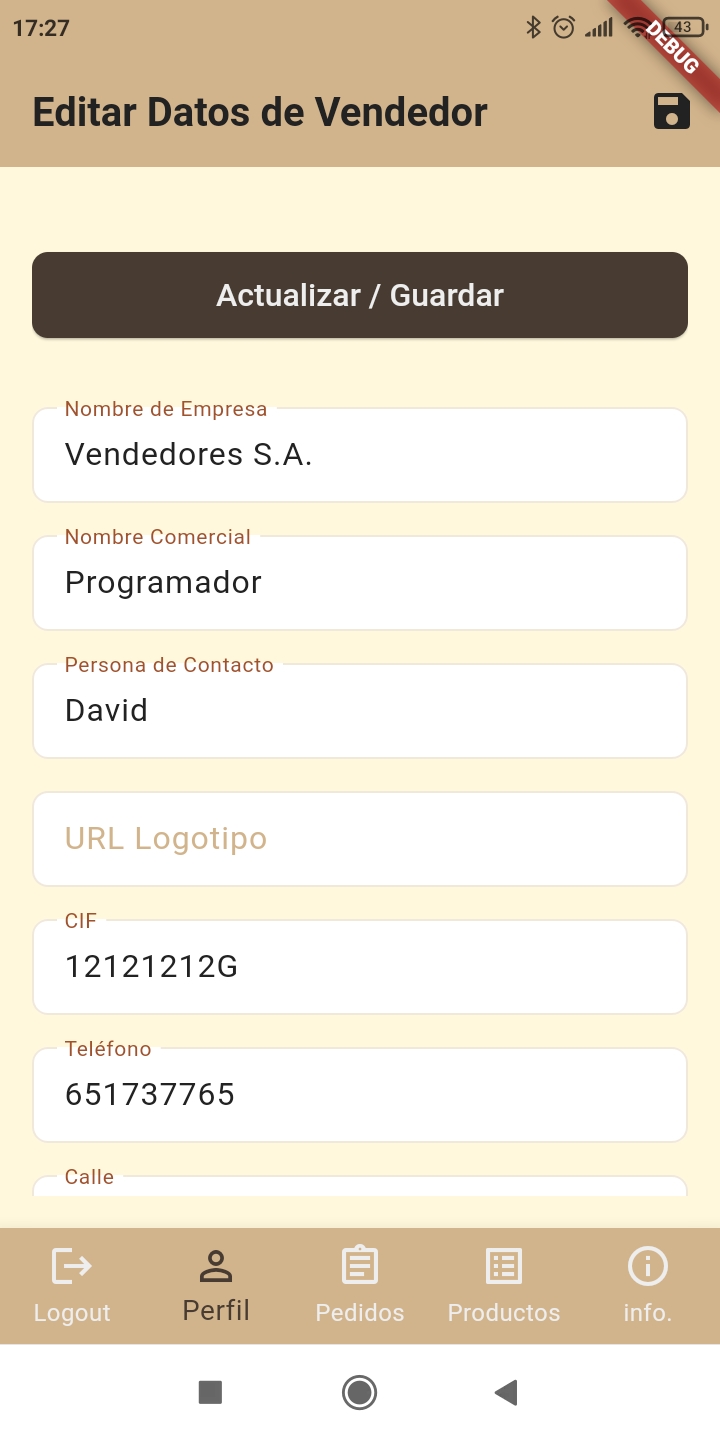 17:27
43
DEBUG
Editar Datos de Vendedor
Actualizar / Guardar
Nombre de Empresa
Vendedores S.A.
Nombre Comercial
Programador
Persona de Contacto
David
URL Logotipo
CIF
12121212G
Teléfono
651737765
Calle
Logout
Perfil
Pedidos
Productos
info.